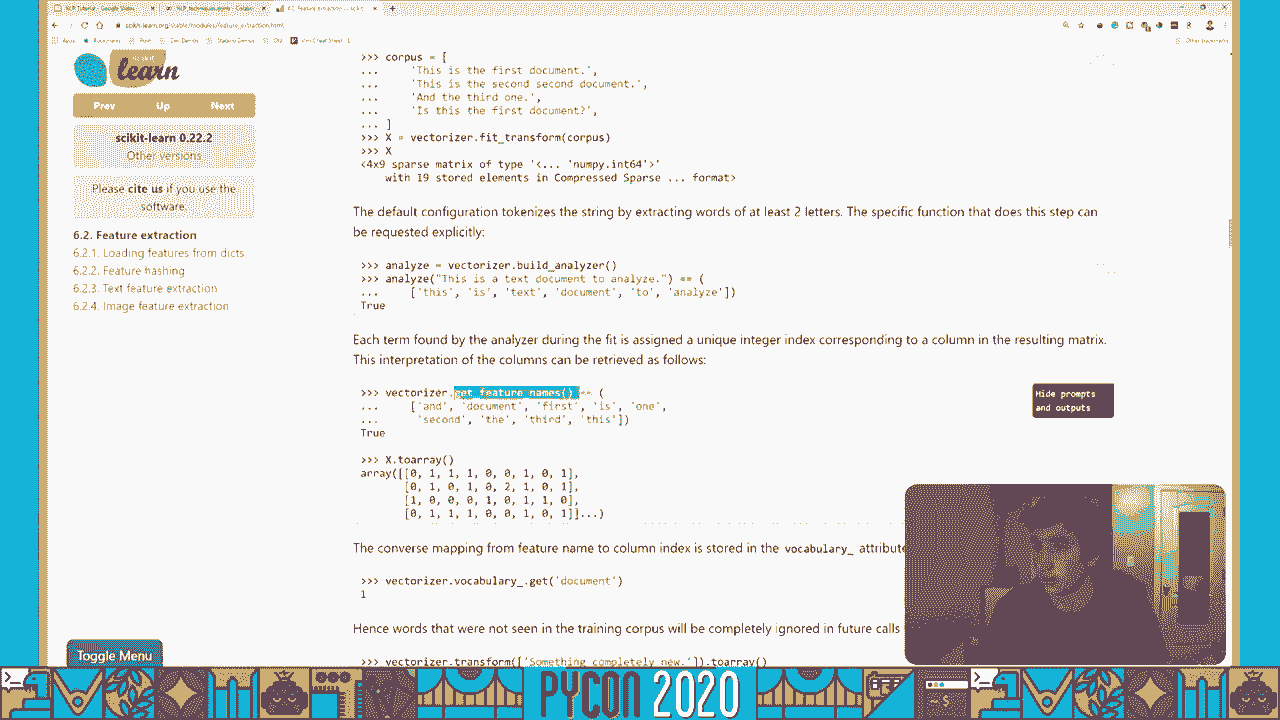 scikit-learn.org/stable/modules/feature_extraction.html
learn
Prev Up Next
scikit-learn 0.22.2
Other versions
Please cite us if you use the
software.
6.2. Feature extraction
6.2.1. Loading features from dicts
6.2.2. Feature hashing
6.2.3. Text feature extraction
6.2.4. Image feature extraction
Toggle Menu
>>> corpus = [
... 'This is the first document.',
... 'This is the second second document.',
... 'And the third one.',
... 'Is this the first document?',
... ]
>>> X = vectorizer.fit_transform(corpus)
>>> X
<4x9 sparse matrix of type '<... 'numpy.int64'>'
with 19 stored elements in Compressed Sparse ... format>
The default configuration tokenizes the string by extracting words of at least 2 letters. The specific function that does this step can
be requested explicitly:
>>> analyze = vectorizer.build_analyzer()
>>> analyze("This is a text document to analyze.") == (
... ['this', 'is', 'text', 'document', 'to', 'analyze'])
True
Each term found by the analyzer during the fit is assigned a unique integer index corresponding to a column in the resulting matrix.
This interpretation of the columns can be retrieved as follows:
>>> vectorizer.get_feature_names() == (
... ['and', 'document', 'first', 'is', 'one',
... 'second', 'the', 'third', 'this'])
True
Hide prompts
and outputs
>>> X.toarray()
array([[0, 1, 1, 1, 0, 0, 1, 0, 1],
[0, 1, 0, 1, 0, 2, 1, 0, 1],
[1, 0, 0, 0, 1, 0, 1, 1, 0],
[0, 1, 1, 1, 0, 0, 1, 0, 1]]...)
The converse mapping from feature name to column index is stored in the vocabulary_ attribute
>>> vectorizer.vocabulary_.get('document')
1
Hence words that were not seen in the training corpus will be completely ignored in future calls
>>> vectorizer.transform(['Something completely new.']).toarray()
PYCON 2020